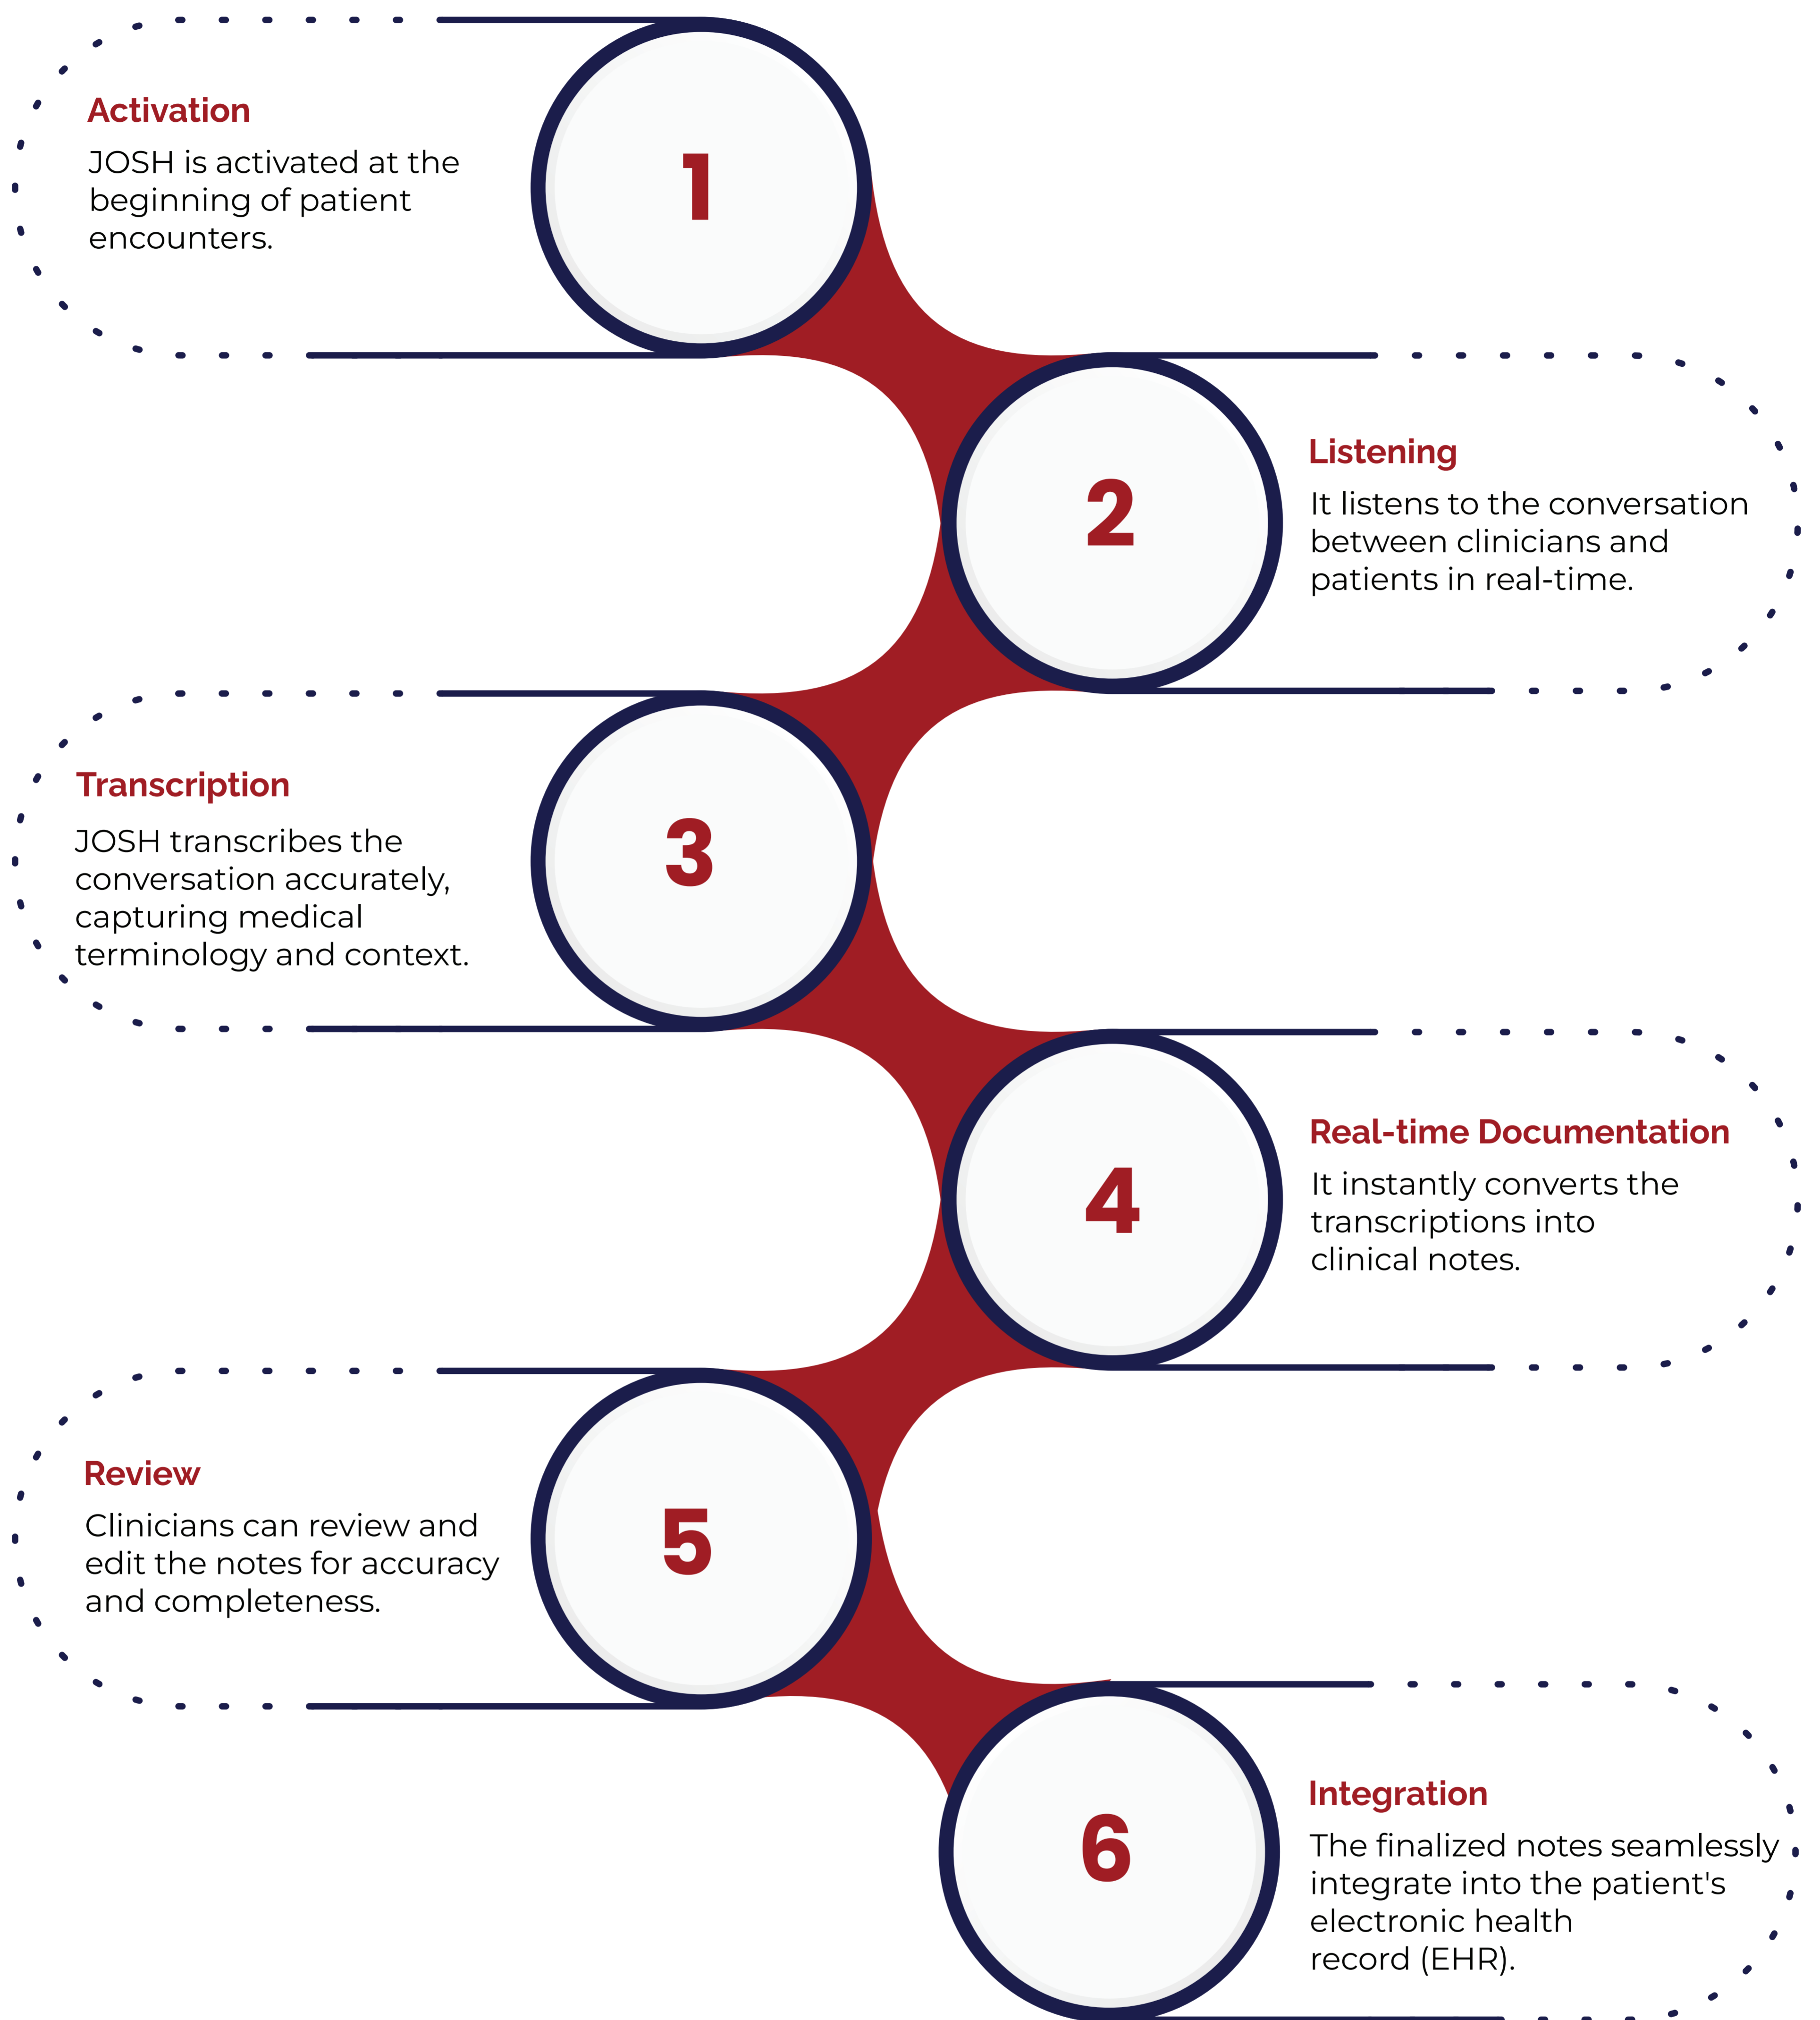 1
Activation
JOSH is activated at the
beginning of patient
encounters.
2
Listening
It listens to the conversation
between clinicians and
patients in real-time.
3
Transcription
JOSH transcribes the
conversation accurately,
capturing medical
terminology and context.
4
Real-time Documentation
It instantly converts the
transcriptions into
clinical notes.
5
Review
Clinicians can review and
edit the notes for accuracy
and completeness.
6
Integration
The finalized notes seamlessly
integrate into the patient's
electronic health
record (EHR).